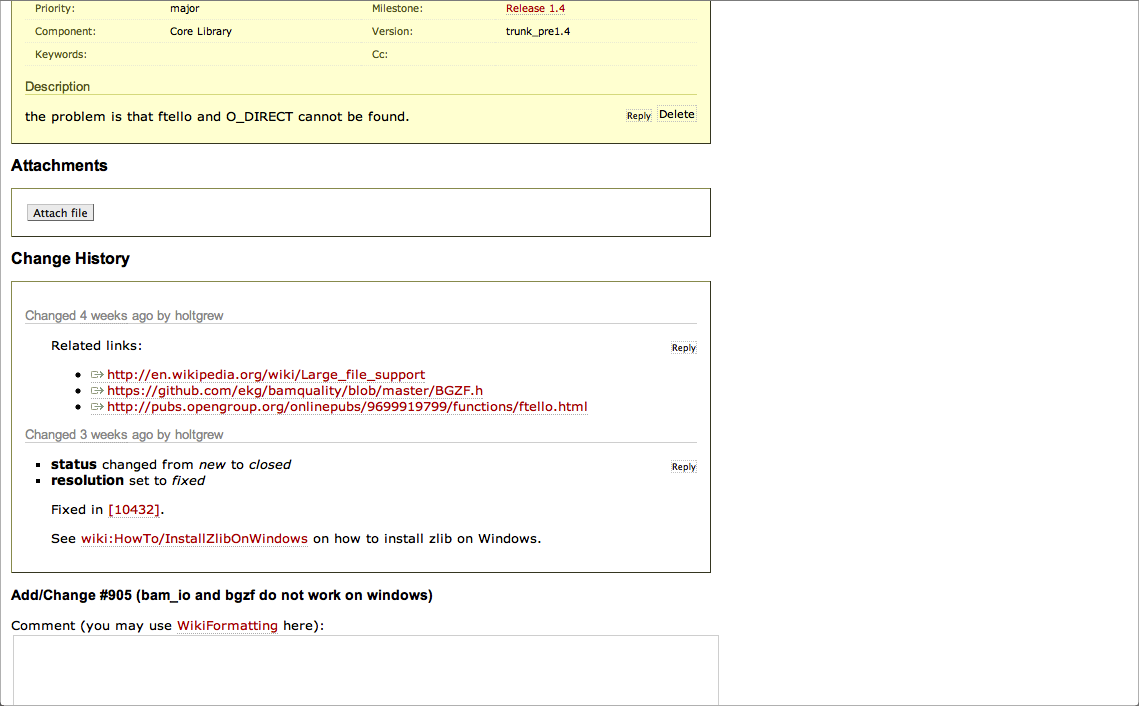 Priority: major Milestone: Release 1.4
Component: Core Library Version: trunk_pre1.4
Keywords: Cc:
Description
the problem is that ftello and O_DIRECT cannot be found. Reply Delete
Attachments
Attach file
Change History
Changed 4 weeks ago by holtgrew
Related links: Reply
http://en.wikipedia.org/wiki/Large_file_support
https://github.com/ekg/bamquality/blob/master/BGZF.h
http://pubs.opengroup.org/onlinepubs/9699919799/functions/ftello.html
Changed 3 weeks ago by holtgrew
status changed from new to closed Reply
resolution set to fixed
Fixed in [10432].
See wiki:HowTo/InstallZlibOnWindows on how to install zlib on Windows.
Add/Change #905 (bam_io and bgzf do not work on windows)
Comment (you may use WikiFormatting here):